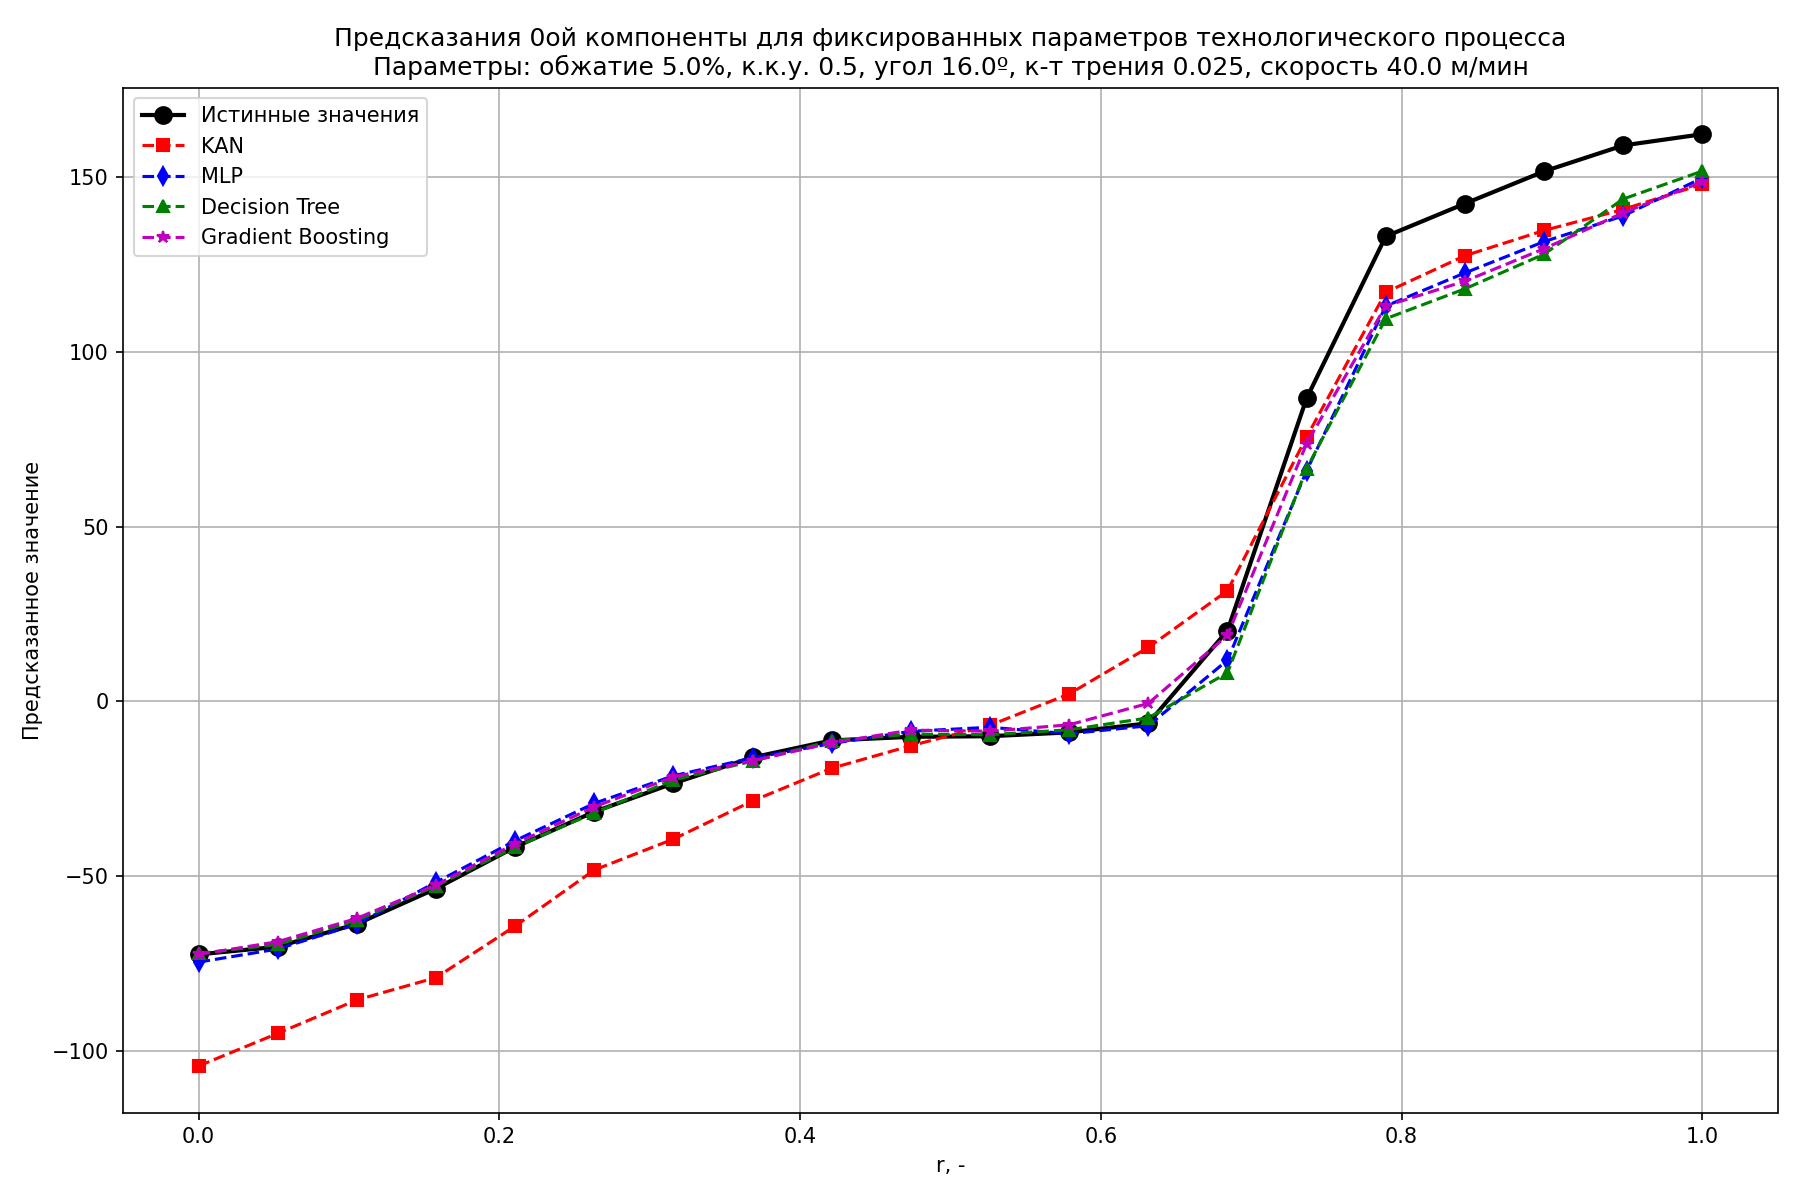 Предсказания 0ой компоненты для фиксированных параметров технологического процесса
Параметры: обжатие 5.0%, к.к.у. 0.5, угол 16.0º, к-т трения 0.025, скорость 40.0 м/мин
Истинные значения
KAN
MLP
Decision Tree
Gradient Boosting
Предсказанное значение
150
100
50
0
−50
−100
0.0 0.2 0.4 0.6 0.8 1.0
r, -